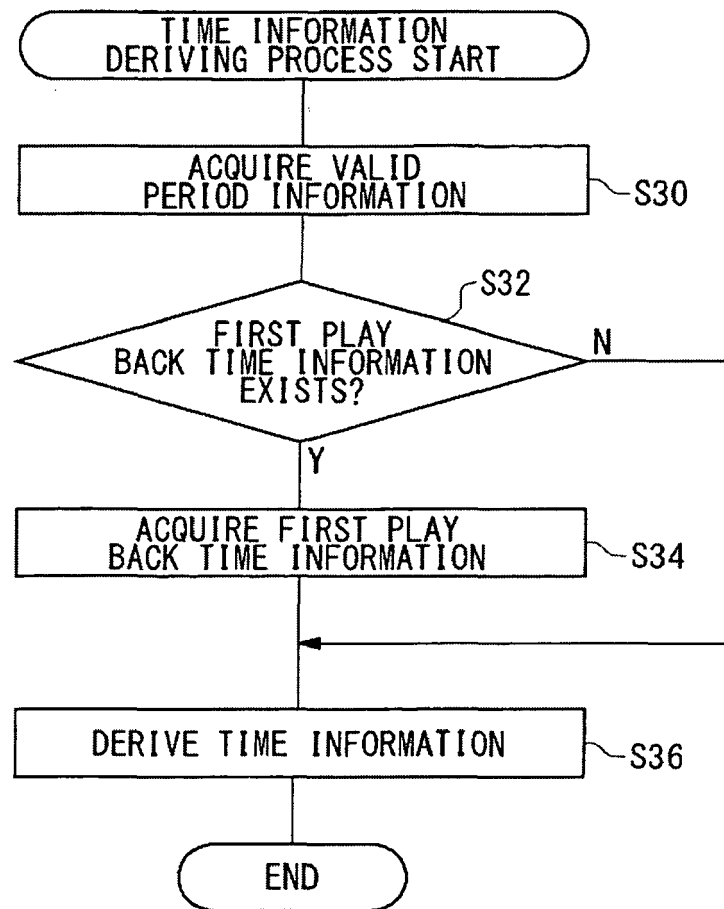 TIME INFORMATION
DERIVING PROCESS START
ACQUIRE VALID
PERIOD INFORMATION
S30
S32
FIRST PLAY
BACK TIME INFORMATION
EXISTS?
N
Y
ACQUIRE FIRST PLAY
BACK TIME INFORMATION
S34
DERIVE TIME INFORMATION
S36
END